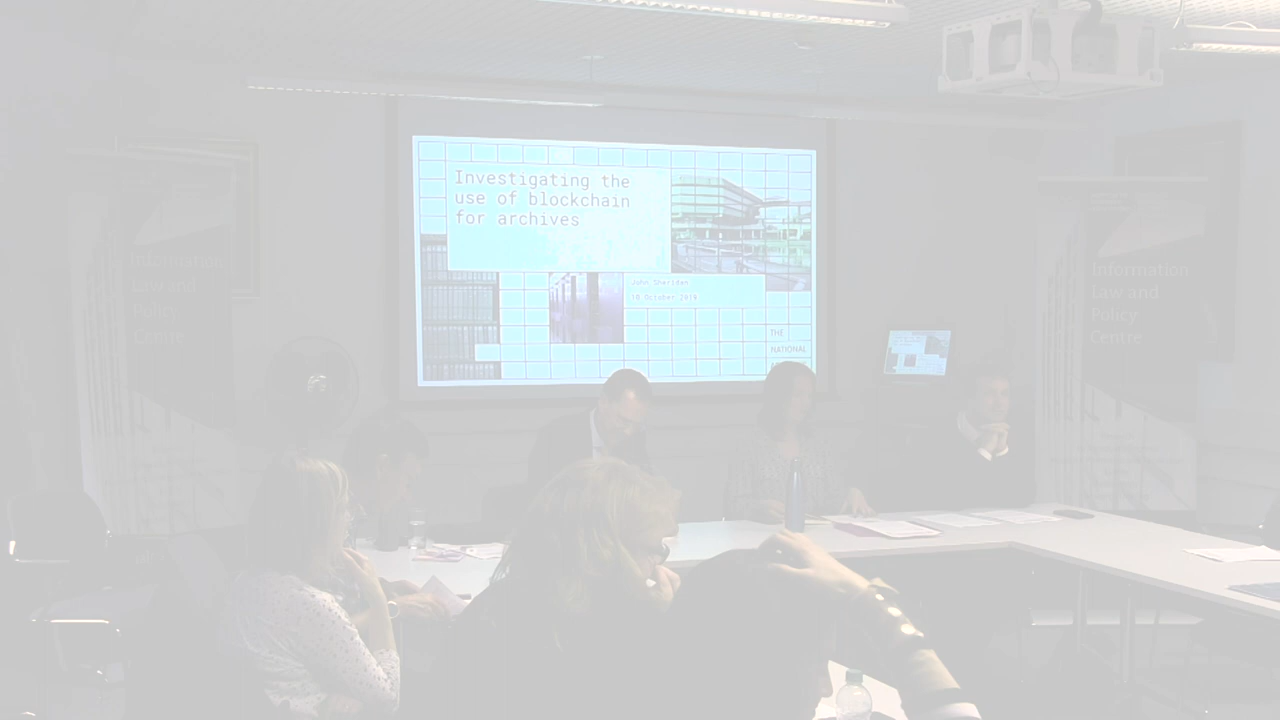 Investigating the
use of blockchain
for archives
John Sheridan
10 October 2019
THE
NATIONAL
Information
Law and
Policy
Centre
Information
Law and
Policy
Centre